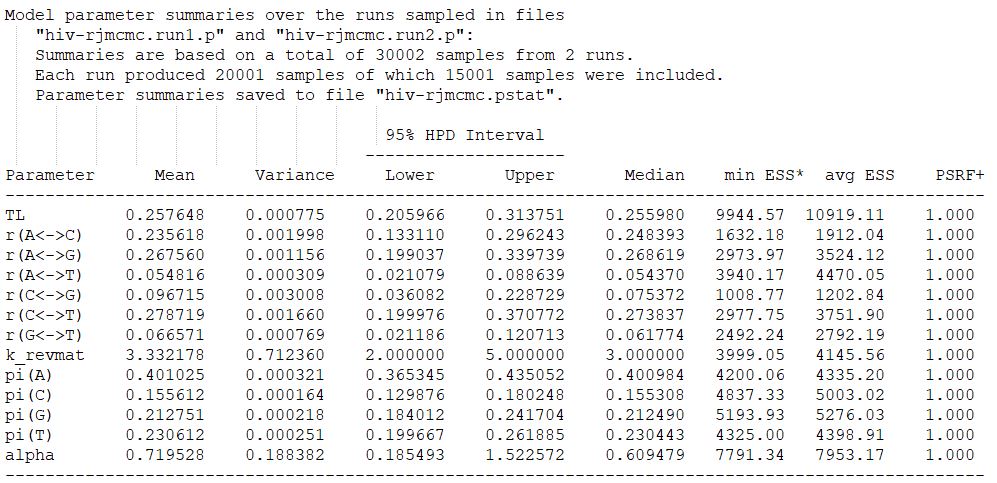 Model parameter summaries over the runs sampled in files
"hiv-rjmcmc.run1.p" and "hiv-rjmcmc.run2.p":
Summaries are based on a total of 30002 samples from 2 runs.
Each run produced 20001 samples of which 15001 samples were included.
Parameter summaries saved to file "hiv-rjmcmc.pstat".
95% HPD Interval
--------------------
Parameter Mean Variance Lower Upper Median min ESS* avg ESS PSRF+
--------------------------------------------------------------------------------------------------
TL 0.257648 0.000775 0.205966 0.313751 0.255980 9944.57 10919.11 1.000
r(A<->C) 0.235618 0.001998 0.133110 0.296243 0.248393 1632.18 1912.04 1.000
r(A<->G) 0.267560 0.001156 0.199037 0.339739 0.268619 2973.97 3524.12 1.000
r(A<->T) 0.054816 0.000309 0.021079 0.088639 0.054370 3940.17 4470.05 1.000
r(C<->G) 0.096715 0.003008 0.036082 0.228729 0.075372 1008.77 1202.84 1.000
r(C<->T) 0.278719 0.001660 0.199976 0.370772 0.273837 2977.75 3751.90 1.000
r(G<->T) 0.066571 0.000769 0.021186 0.120713 0.061774 2492.24 2792.19 1.000
k_revmat 3.332178 0.712360 2.000000 5.000000 3.000000 3999.05 4145.56 1.000
pi(A) 0.401025 0.000321 0.365345 0.435052 0.400984 4200.06 4335.20 1.000
pi(C) 0.155612 0.000164 0.129876 0.180248 0.155308 4837.33 5003.02 1.000
pi(G) 0.212751 0.000218 0.184012 0.241704 0.212490 5193.93 5276.03 1.000
pi(T) 0.230612 0.000251 0.199667 0.261885 0.230443 4325.00 4398.91 1.000
alpha 0.719528 0.188382 0.185493 1.522572 0.609479 7791.34 7953.17 1.000
--------------------------------------------------------------------------------------------------